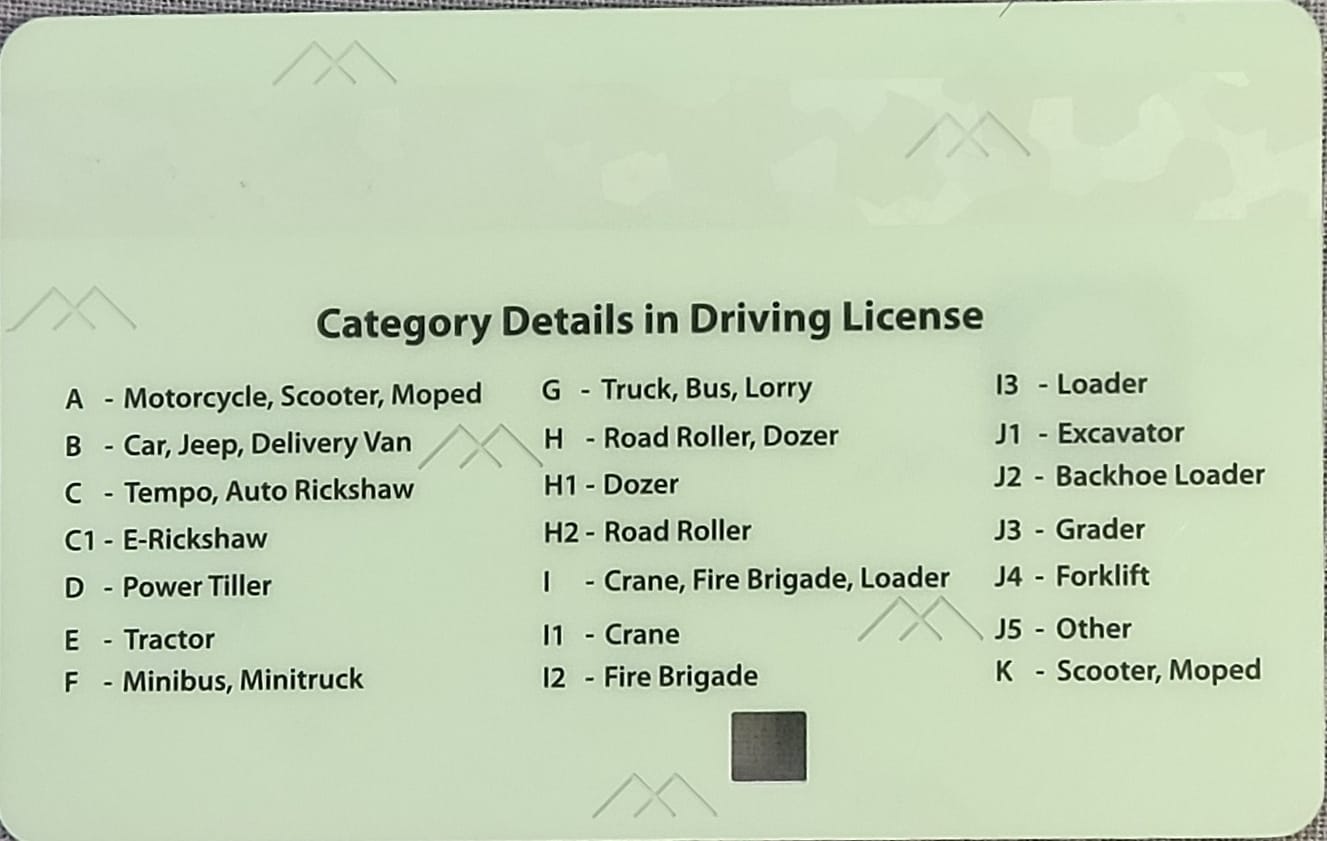 Category Details in Driving License
A - Motorcycle, Scooter, Moped
B - Car, Jeep, Delivery Van
C - Tempo, Auto Rickshaw
C1 - E-Rickshaw
D - Power Tiller
E - Tractor
F - Minibus, Minitruck
G - Truck, Bus, Lorry
H - Road Roller, Dozer
H1 - Dozer
H2 - Road Roller
I - Crane, Fire Brigade, Loader
I1 - Crane
I2 - Fire Brigade
I3 - Loader
J1 - Excavator
J2 - Backhoe Loader
J3 - Grader
J4 - Forklift
J5 - Other
K - Scooter, Moped